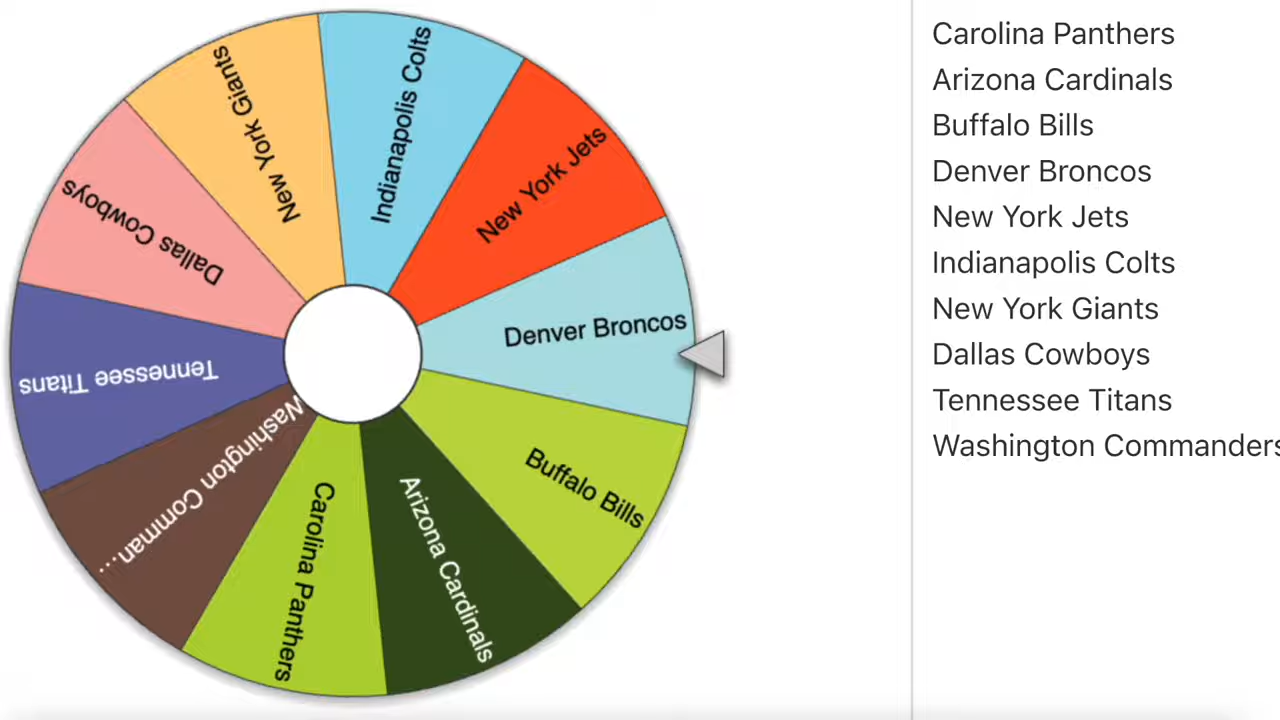 New York Giants
Indianapolis Colts
New York Jets
Dallas Cowboys
Denver Broncos
Tennessee Titans
Washington Comman...
Buffalo Bills
Carolina Panthers
Arizona Cardinals
Carolina Panthers
Arizona Cardinals
Buffalo Bills
Denver Broncos
New York Jets
Indianapolis Colts
New York Giants
Dallas Cowboys
Tennessee Titans
Washington Commanders